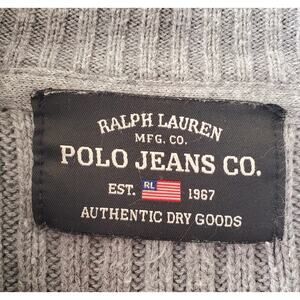 RALPH LAUREN
MFG. CO.
POLO JEANS CO.
EST. RL 1967
AUTHENTIC DRY GOODS